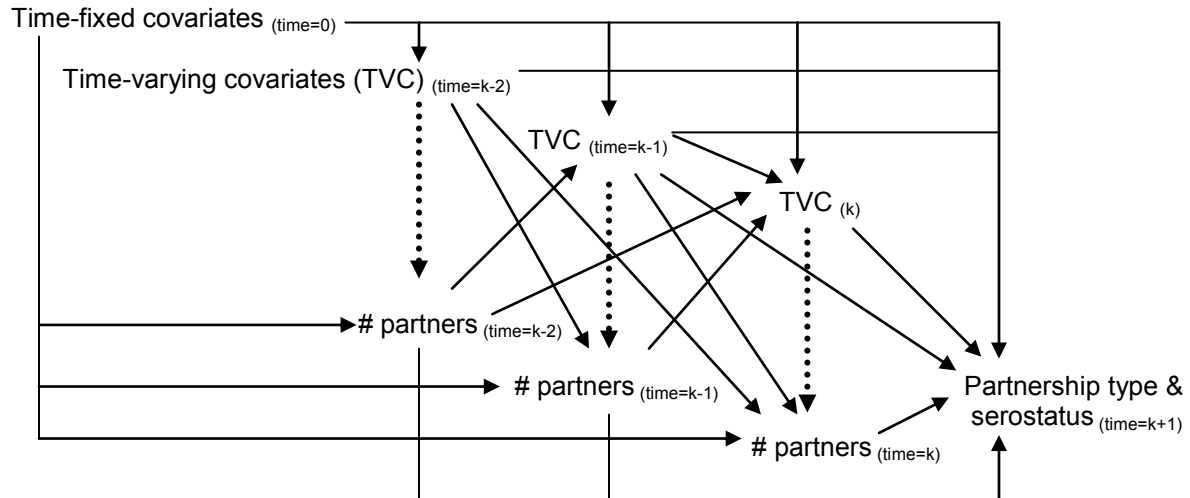 Time-fixed covariates (time=0)
Time-varying covariates (TVC) (time=k-2)
TVC (time=k-1)
TVC (k)
# partners (time=k-2)
# partners (time=k-1)
Partnership type &
serostatus (time=k+1)
# partners (time=k)